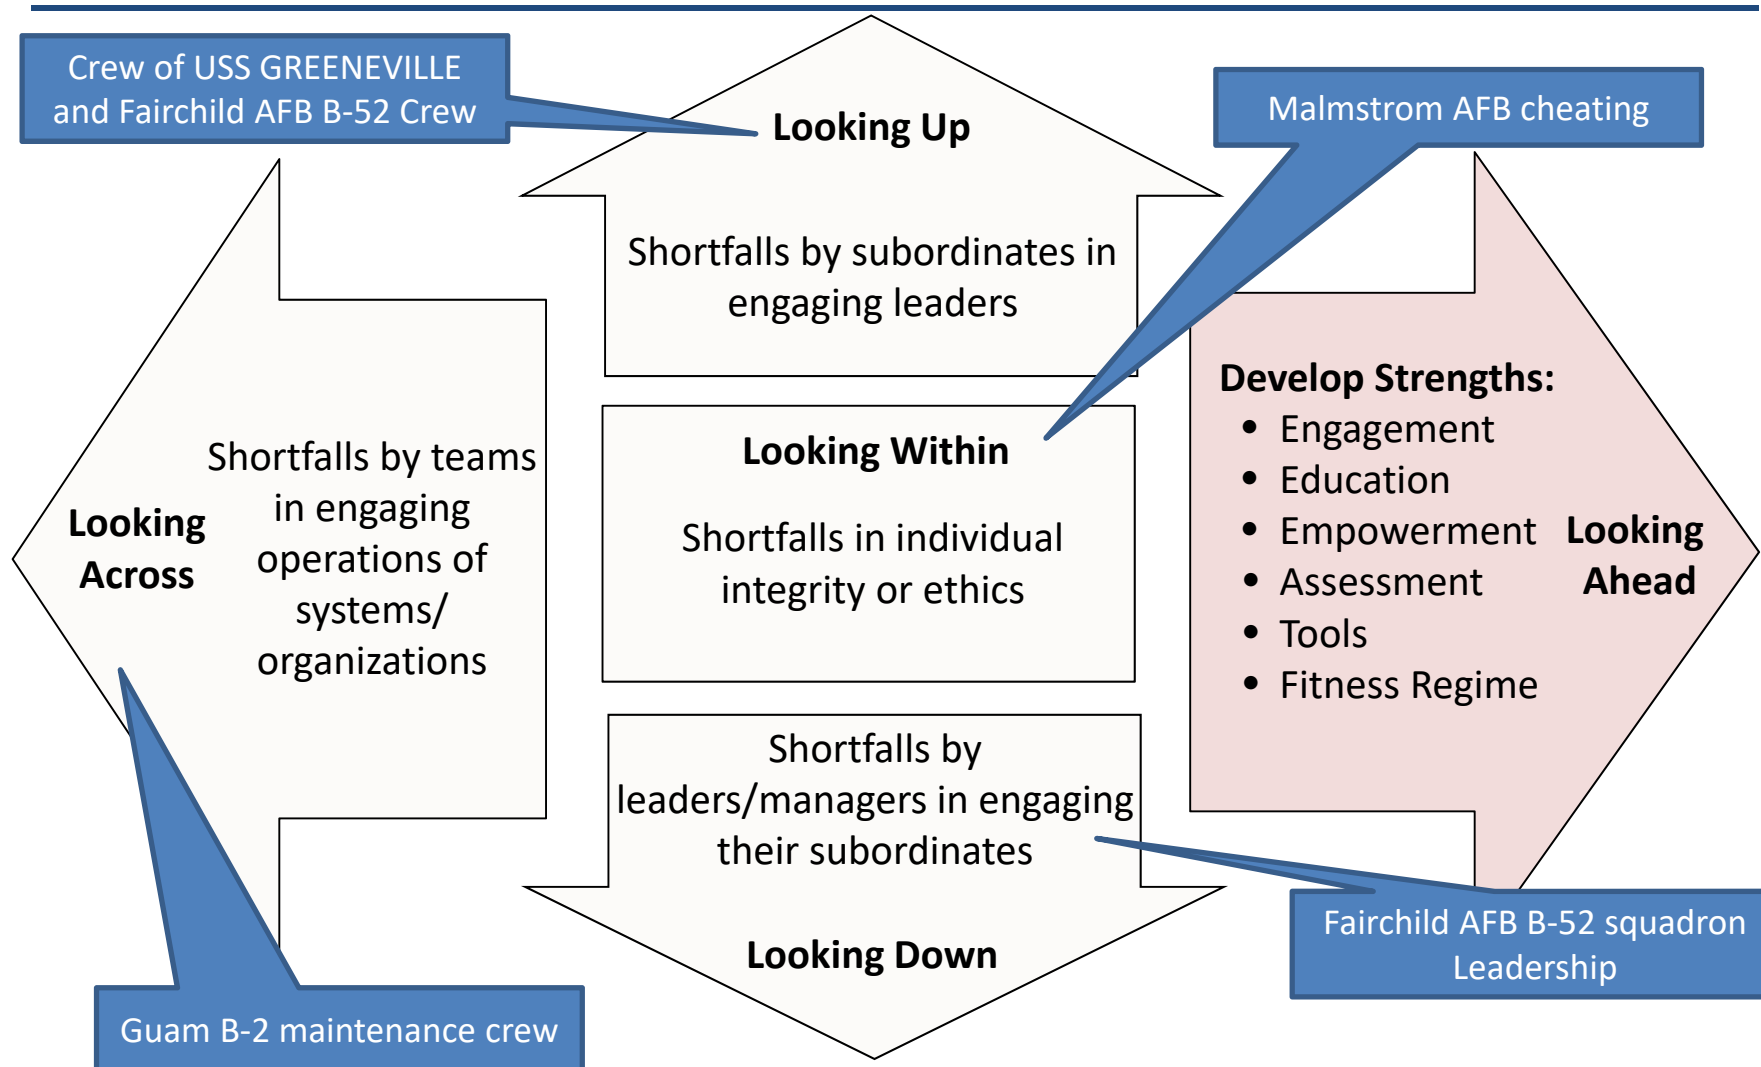 Crew of USS GREENEVILLE
and Fairchild AFB B-52 Crew
Looking Up
Shortfalls by subordinates in
engaging leaders
Malmstrom AFB cheating
Looking
Across
Shortfalls by teams
in engaging
operations of
systems/
organizations
Looking Within
Shortfalls in individual
integrity or ethics
Develop Strengths:
• Engagement
• Education
• Empowerment
• Assessment
• Tools
• Fitness Regime
Looking
Ahead
Shortfalls by
leaders/managers in engaging
their subordinates
Looking Down
Fairchild AFB B-52 squadron
Leadership
Guam B-2 maintenance crew